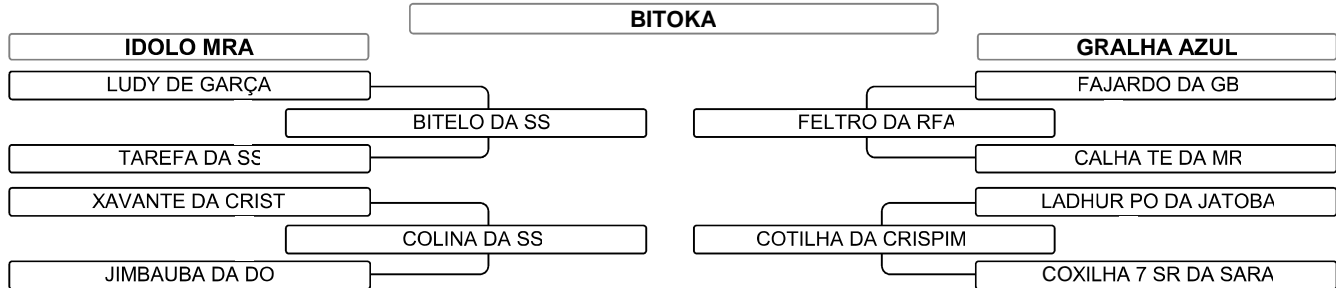 BITOKA
IDOLO MRA
GRALHA AZUL
LUDY DE GARÇA
FAJARDO DA GB
BITELO DA SS
FELTRO DA RFA
TAREFA DA SS
CALHA TE DA MR
XAVANTE DA CRIST
LADHUR PO DA JATOBA
COLINA DA SS
COTILHA DA CRISPIM
JIMBAUBA DA DO
COXILHA 7 SR DA SARA